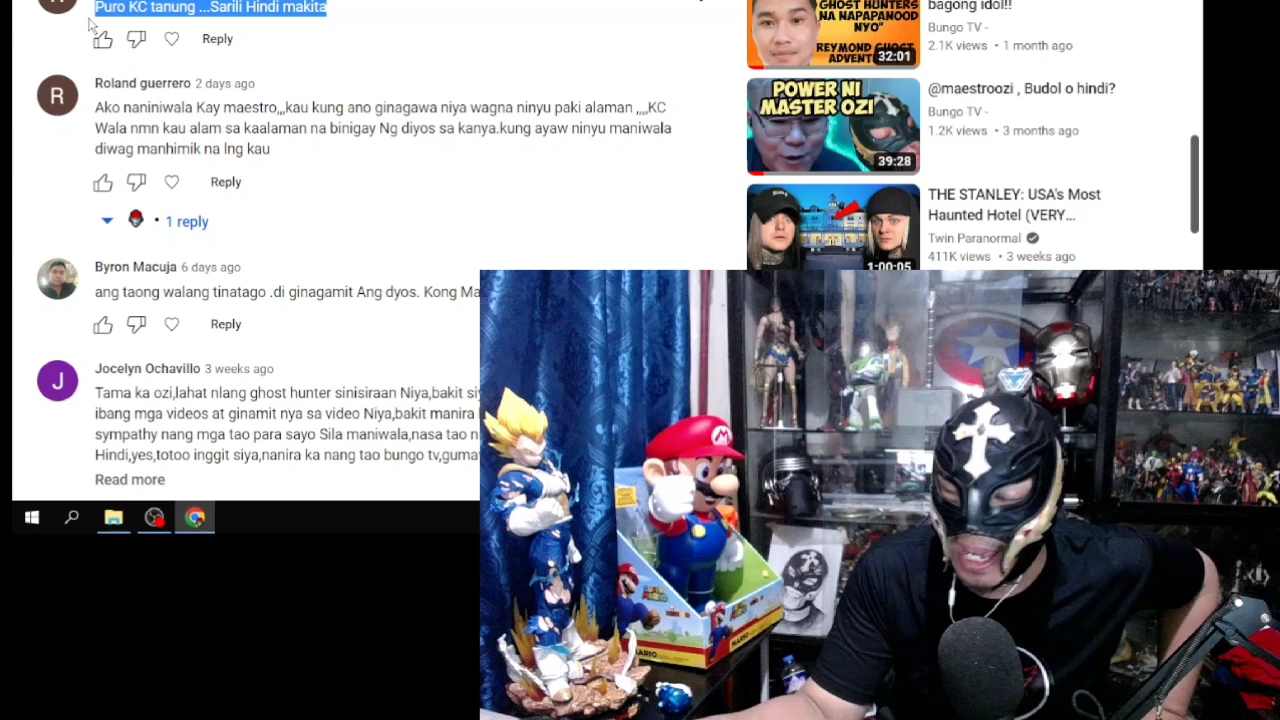 Puro KC tanung ...Sarili Hindi makita
Reply
Roland guerrero 2 days ago
Ako naniniwala Kay maestro,,,kau kung ano ginagawa niya wagna ninyu paki alaman ,,,,KC
Wala nmn kau alam sa kaalaman na binigay Ng diyos sa kanya.kung ayaw ninyu maniwala
diwag manhimik na lng kau
Reply
1 reply
Byron Macuja 6 days ago
ang taong walang tinatago .di ginagamit Ang dyos. Kong Ma
Reply
Jocelyn Ochavillo 3 weeks ago
Tama ka ozi,lahat nlang ghost hunter sinisiraan Niya,bakit siy
ibang mga videos at ginamit nya sa video Niya,bakit manira
sympathy nang mga tao para sayo Sila maniwala,nasa tao n
Hindi,yes,totoo inggit siya,nanira ka nang tao bungo tv,guma
Read more
GHOST HUNTERS
NA NAPAPANOOD
NYO"
REYMOND GHOST
ADVENT
32:01
bagong idol!!
Bungo TV -
2.1K views • 1 month ago
POWER NI
MASTER OZI
39:28
@maestroozi , Budol o hindi?
Bungo TV -
1.2K views • 3 months ago
1:00:05
THE STANLEY: USA's Most
Haunted Hotel (VERY...
Twin Paranormal
411K views • 3 weeks ago
MARIO
MARIO